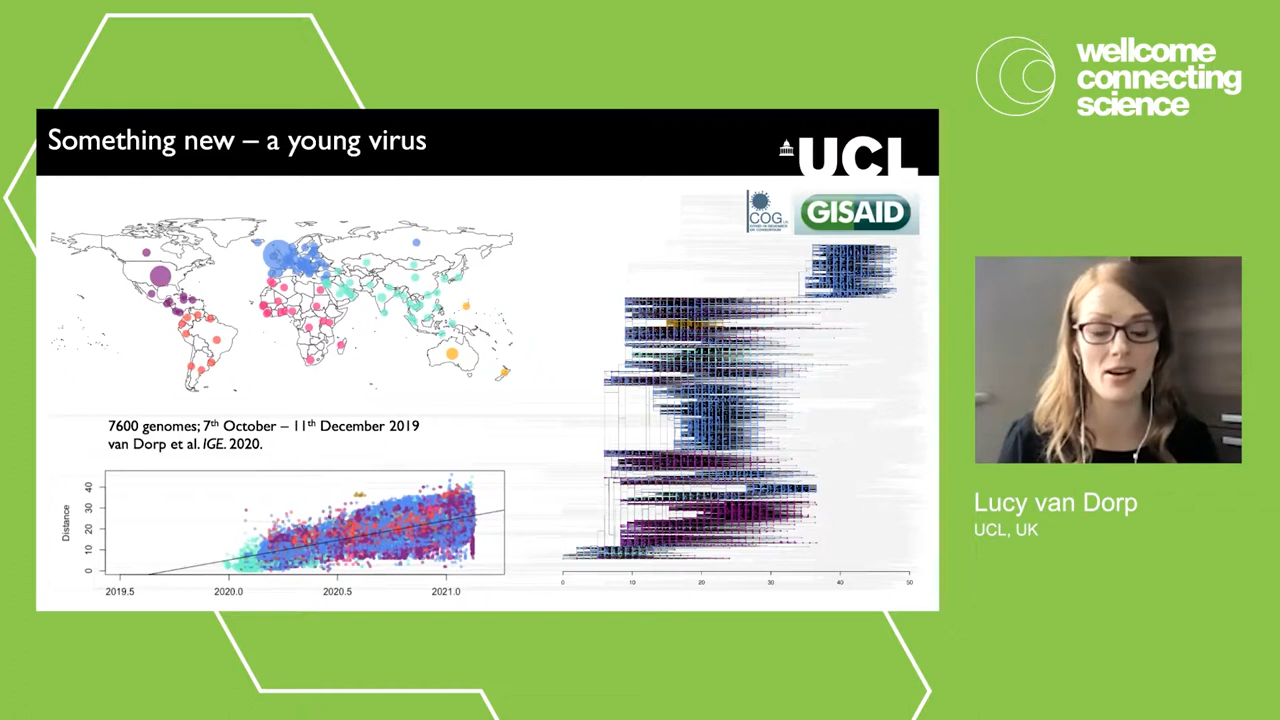 wellcome
connecting
science
Something new – a young virus
UCL
COG
GISAID
7600 genomes; 7th October – 11th December 2019
van Dorp et al. IGE. 2020.
Distance
40
30
20
10
0
2019.5 2020.0 2020.5 2021.0
0 10 20 30 40 50
Lucy van Dorp
UCL, UK